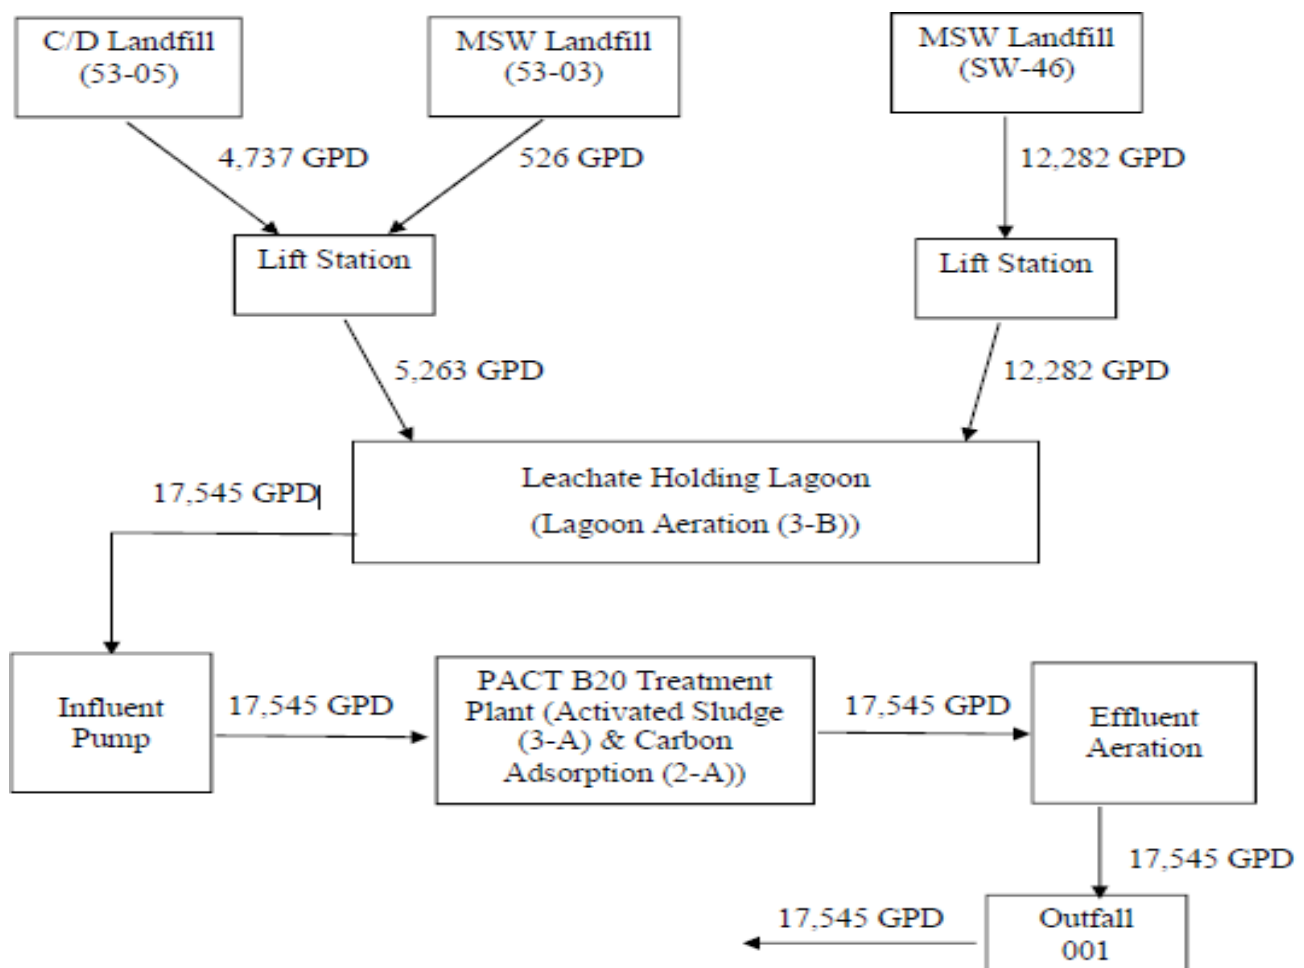 C/D Landfill
(53-05)
MSW Landfill
(53-03)
MSW Landfill
(SW-46)
4,737 GPD
526 GPD
12,282 GPD
Lift Station
Lift Station
5,263 GPD
12,282 GPD
Leachate Holding Lagoon
(Lagoon Aeration (3-B))
17,545 GPD
Influent
Pump
17,545 GPD
PACT B20 Treatment
Plant (Activated Sludge
(3-A) & Carbon
Adsorption (2-A))
17,545 GPD
Effluent
Aeration
17,545 GPD
17,545 GPD
Outfall
001